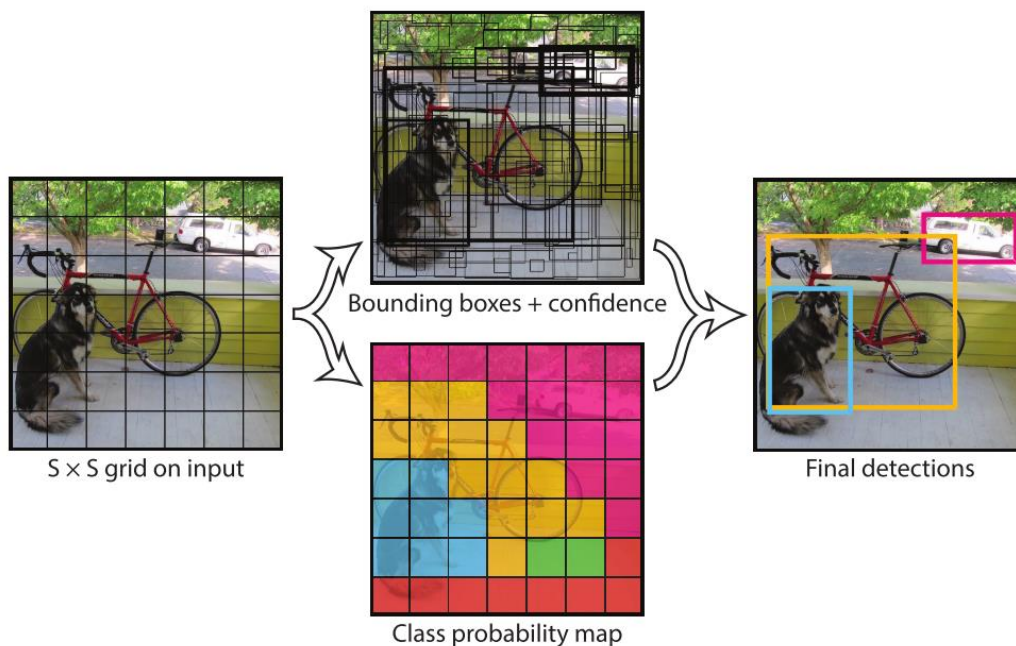 Bounding boxes + confidence
S × S grid on input
Final detections
Class probability map